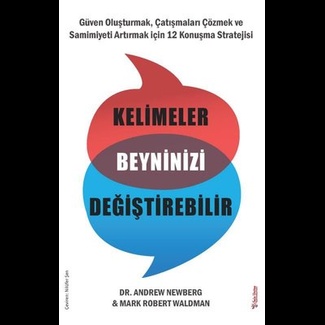 Güven Oluşturmak, Çatışmaları Çözmek ve
Samimiyeti Artırmak için 12 Konuşma Stratejisi
KELİMELER
BEYNİNİZİ
DEĞİŞTİREBİLİR
DR. ANDREW NEWBERG
& MARK ROBERT WALDMAN